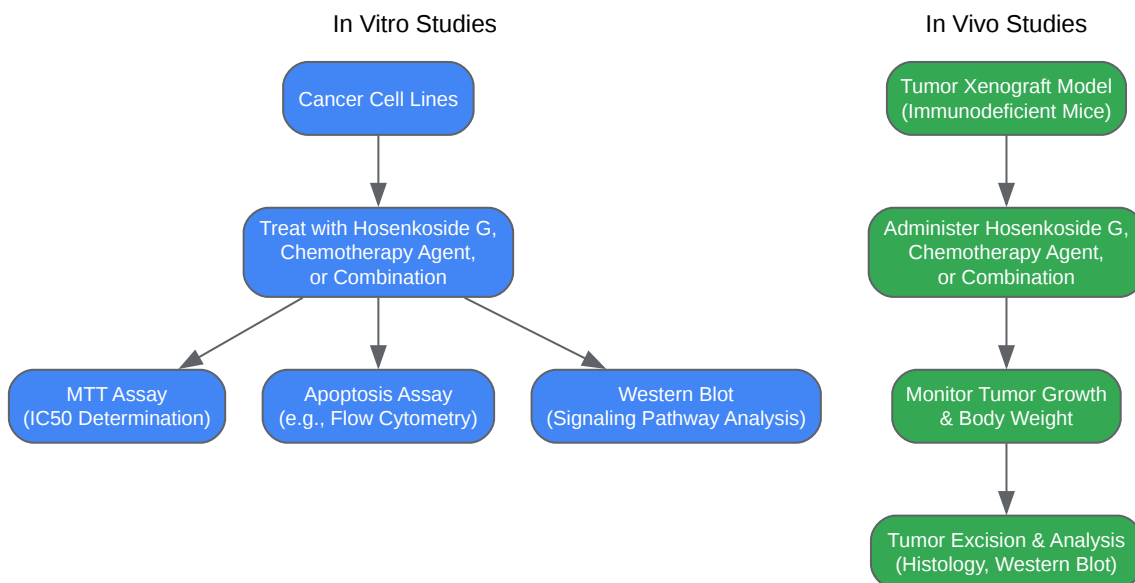 In Vitro Studies
Cancer Cell Lines
Treat with Hosenkoside G,
Chemotherapy Agent,
or Combination
MTT Assay
(IC50 Determination)
Apoptosis Assay
(e.g., Flow Cytometry)
Western Blot
(Signaling Pathway Analysis)
In Vivo Studies
Tumor Xenograft Model
(Immunodeficient Mice)
Administer Hosenkoside G,
Chemotherapy Agent,
or Combination
Monitor Tumor Growth
& Body Weight
Tumor Excision & Analysis
(Histology, Western Blot)